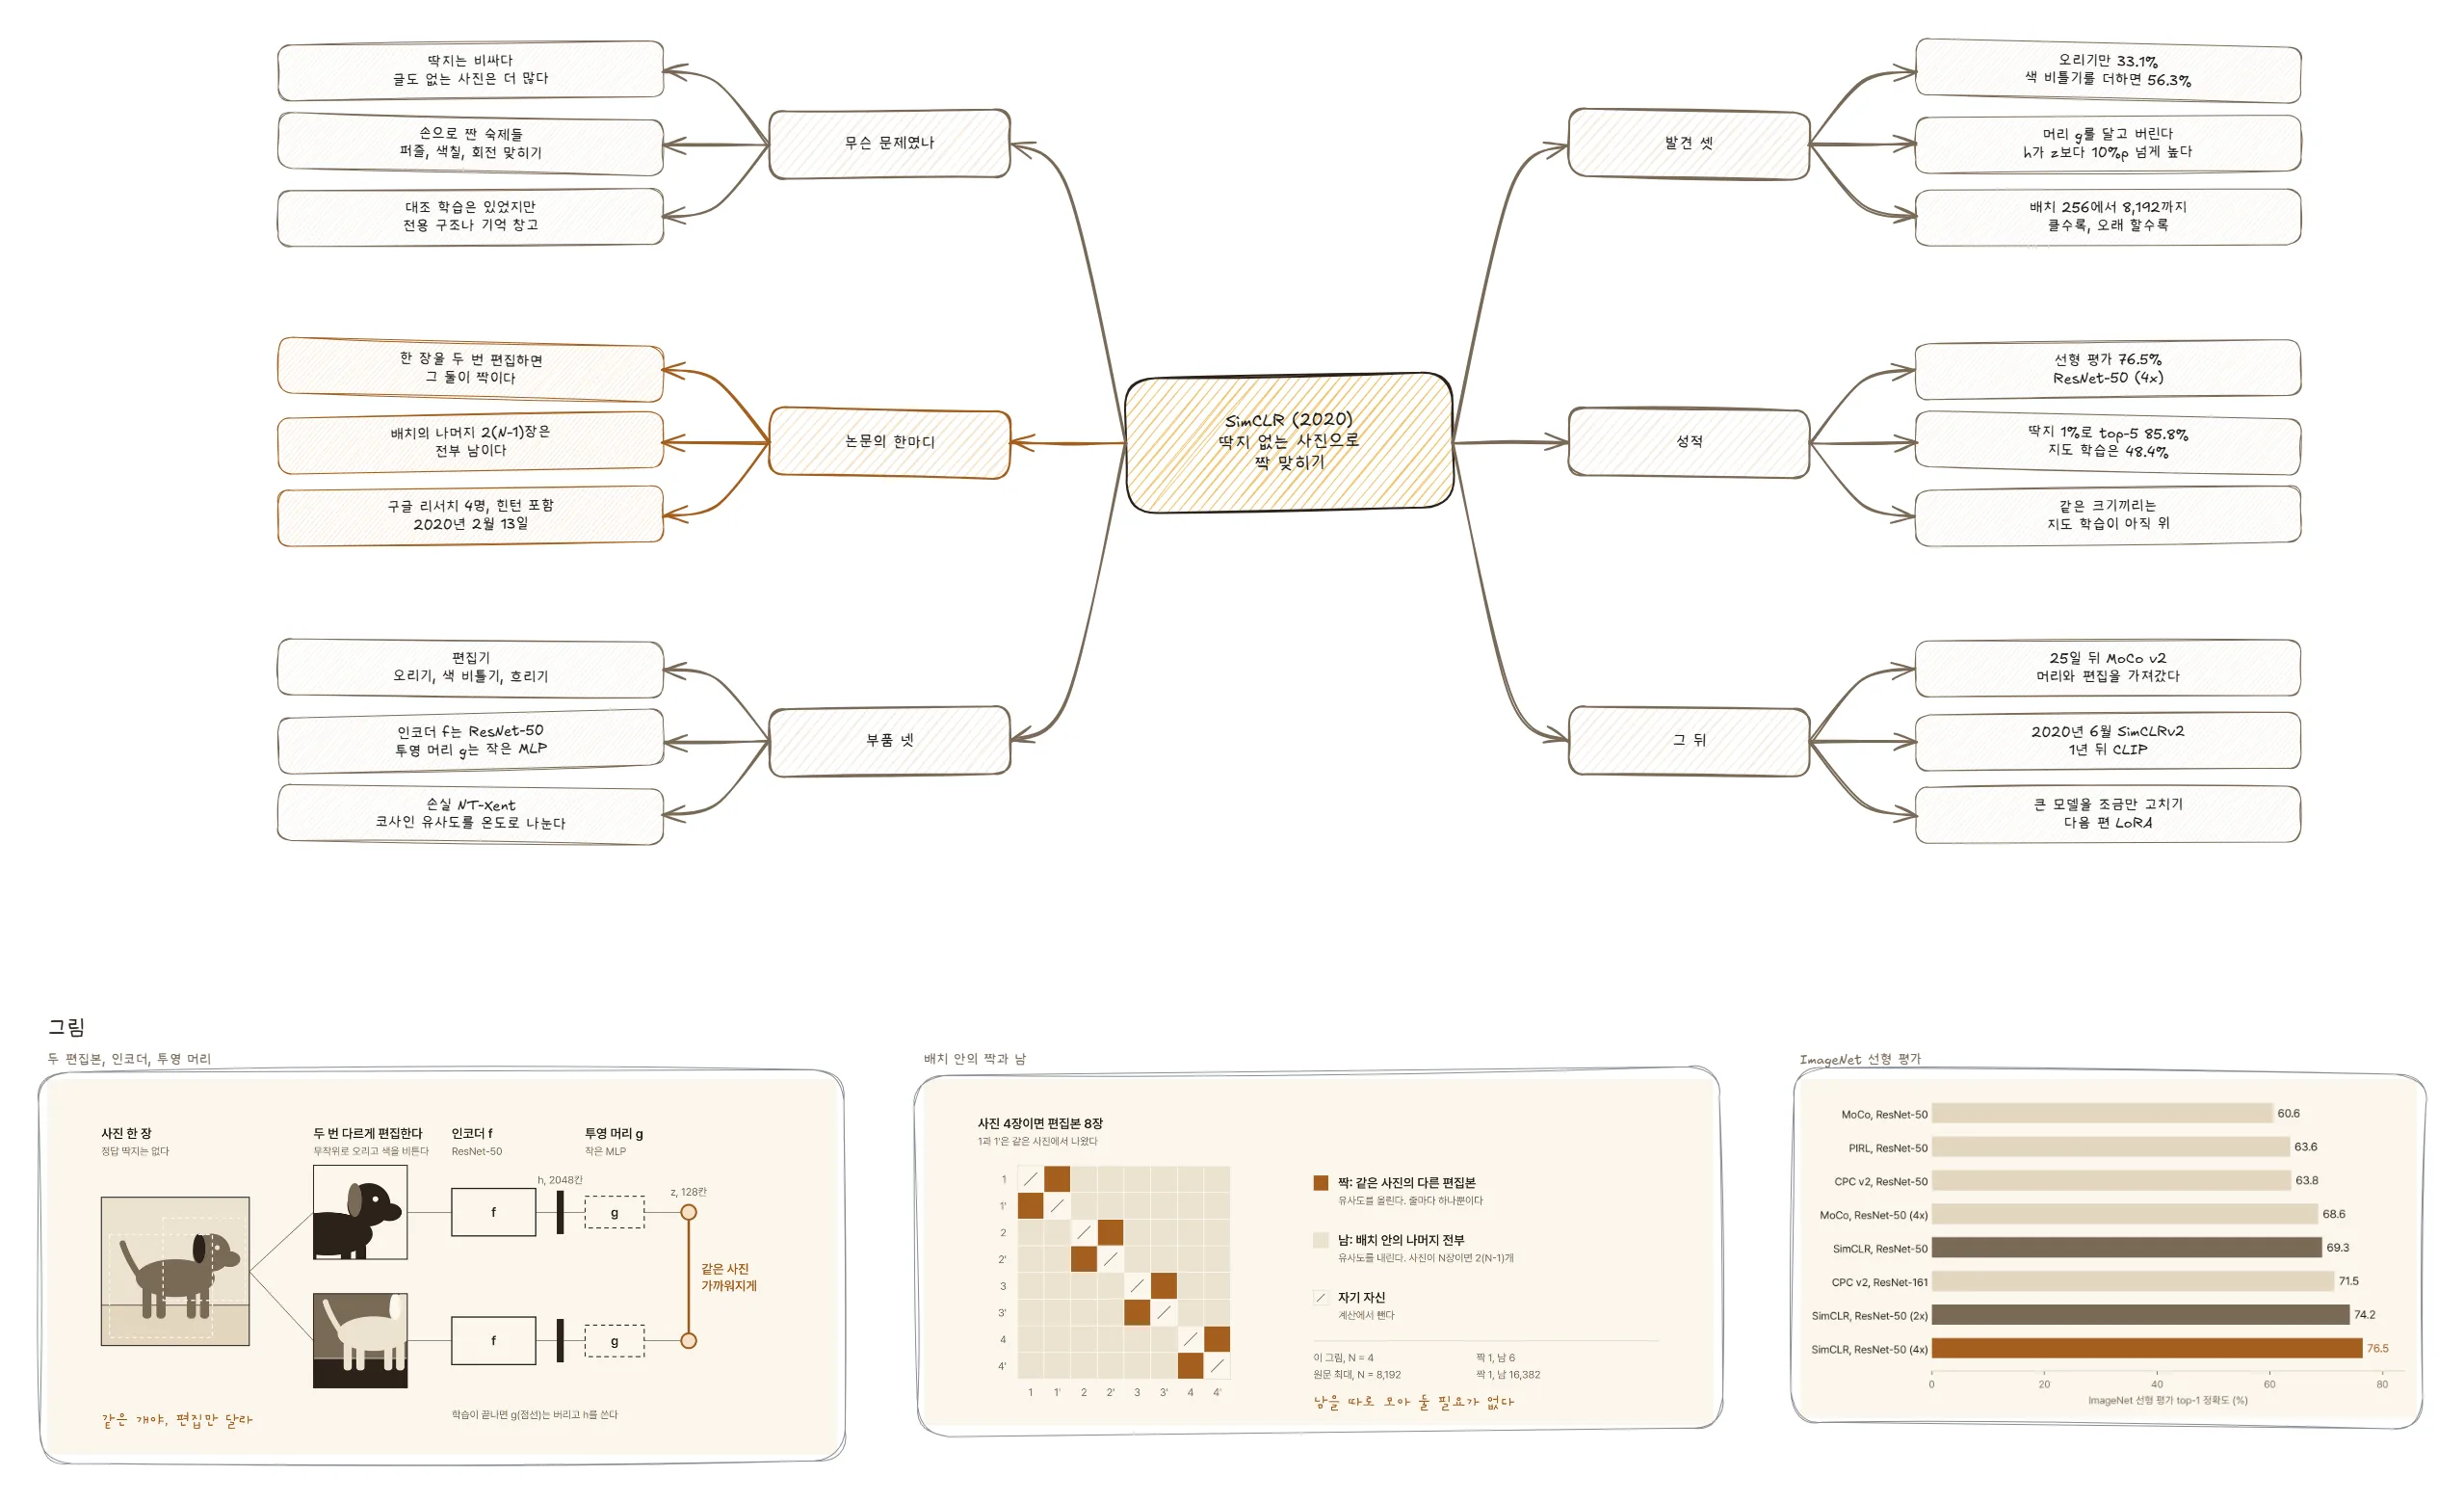 딱지는 비싸다
글도 없는 사진은 더 많다
손으로 짠 숙제들
퍼즐, 색칠, 회전 맞히기
대조 학습은 있었지만
전용 구조나 기억 창고
무슨 문제였나
한 장을 두 번 편집하면
그 둘이 짝이다
배치의 나머지 2(N-1)장은
전부 남이다
구글 리서치 4명, 힌턴 포함
2020년 2월 13일
논문의 한마디
편집기
오리기, 색 비틀기, 흐리기
인코더 f는 ResNet-50
투영 머리 g는 작은 MLP
손실 NT-Xent
코사인 유사도를 온도로 나눈다
부품 넷
SimCLR (2020)
딱지 없는 사진으로
짝 맞히기
발견 셋
오리기만 33.1%
색 비틀기를 더하면 56.3%
머리 g를 달고 버린다
h가 z보다 10%p 넘게 높다
배치 256에서 8,192까지
클수록, 오래 할수록
성적
선형 평가 76.5%
ResNet-50 (4x)
딱지 1%로 top-5 85.8%
지도 학습은 48.4%
같은 크기끼리는
지도 학습이 아직 위
그 뒤
25일 뒤 MoCo v2
머리와 편집을 가져갔다
2020년 6월 SimCLRv2
1년 뒤 CLIP
큰 모델을 조금만 고치기
다음 편 LoRA
그림
두 편집본, 인코더, 투영 머리
사진 한 장
정답 딱지는 없다
두 번 다르게 편집한다
무작위로 오리고 색을 비튼다
인코더 f
ResNet-50
투영 머리 g
작은 MLP
h, 2048칸
z, 128칸
f
g
같은 사진
가까워지게
f
g
같은 개야, 편집만 달라
학습이 끝나면 g(점선)는 버리고 h를 쓴다
배치 안의 짝과 남
사진 4장이면 편집본 8장
1과 1'은 같은 사진에서 나왔다
1
1'
2
2'
3
3'
4
4'
1 1' 2 2' 3 3' 4 4'
짝: 같은 사진의 다른 편집본
유사도를 올린다. 줄마다 하나뿐이다
남: 배치 안의 나머지 전부
유사도를 내린다. 사진이 N장이면 2(N-1)개
자기 자신
계산에서 뺀다
이 그림, N = 4 짝 1, 남 6
원문 최대, N = 8,192 짝 1, 남 16,382
남을 따로 모아 둘 필요가 없다
ImageNet 선형 평가
MoCo, ResNet-50 60.6
PIRL, ResNet-50 63.6
CPC v2, ResNet-50 63.8
MoCo, ResNet-50 (4x) 68.6
SimCLR, ResNet-50 69.3
CPC v2, ResNet-161 71.5
SimCLR, ResNet-50 (2x) 74.2
SimCLR, ResNet-50 (4x) 76.5
0 20 40 60 80
ImageNet 선형 평가 top-1 정확도 (%)